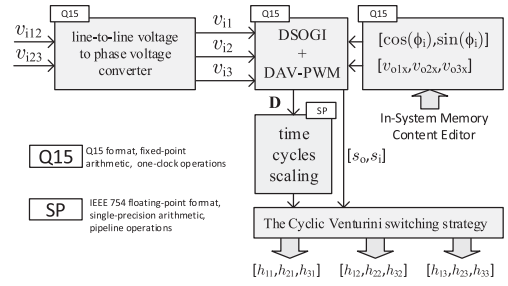 Q15
Q15
Q15
v_i12
v_i23
line-to-line voltage
to phase voltage
converter
v_i1
v_i2
v_i3
DSOGI
+
DAV-PWM
[cos(ϕ_i),sin(ϕ_i)]
[v_o1x,v_o2x,v_o3x]
In-System Memory
Content Editor
D
SP
time
cycles
scaling
[s_o,s_i]
Q15
Q15 format, fixed-point
arithmetic, one-clock operations
SP
IEEE 754 floating-point format,
single-precision arithmetic,
pipeline operations
The Cyclic Venturini switching strategy
[h_11,h_21,h_31]
[h_12,h_22,h_32]
[h_13,h_23,h_33]